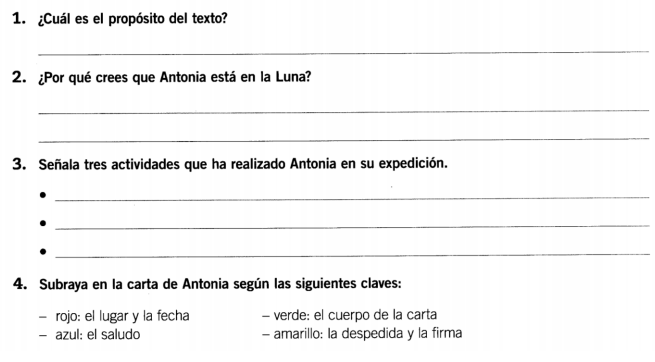 1. ¿Cuál es el propósito del texto?
2. ¿Por qué crees que Antonia está en la Luna?
3. Señala tres actividades que ha realizado Antonia en su expedición.
•
•
•
4. Subraya en la carta de Antonia según las siguientes claves:
– rojo: el lugar y la fecha – verde: el cuerpo de la carta
– azul: el saludo – amarillo: la despedida y la firma